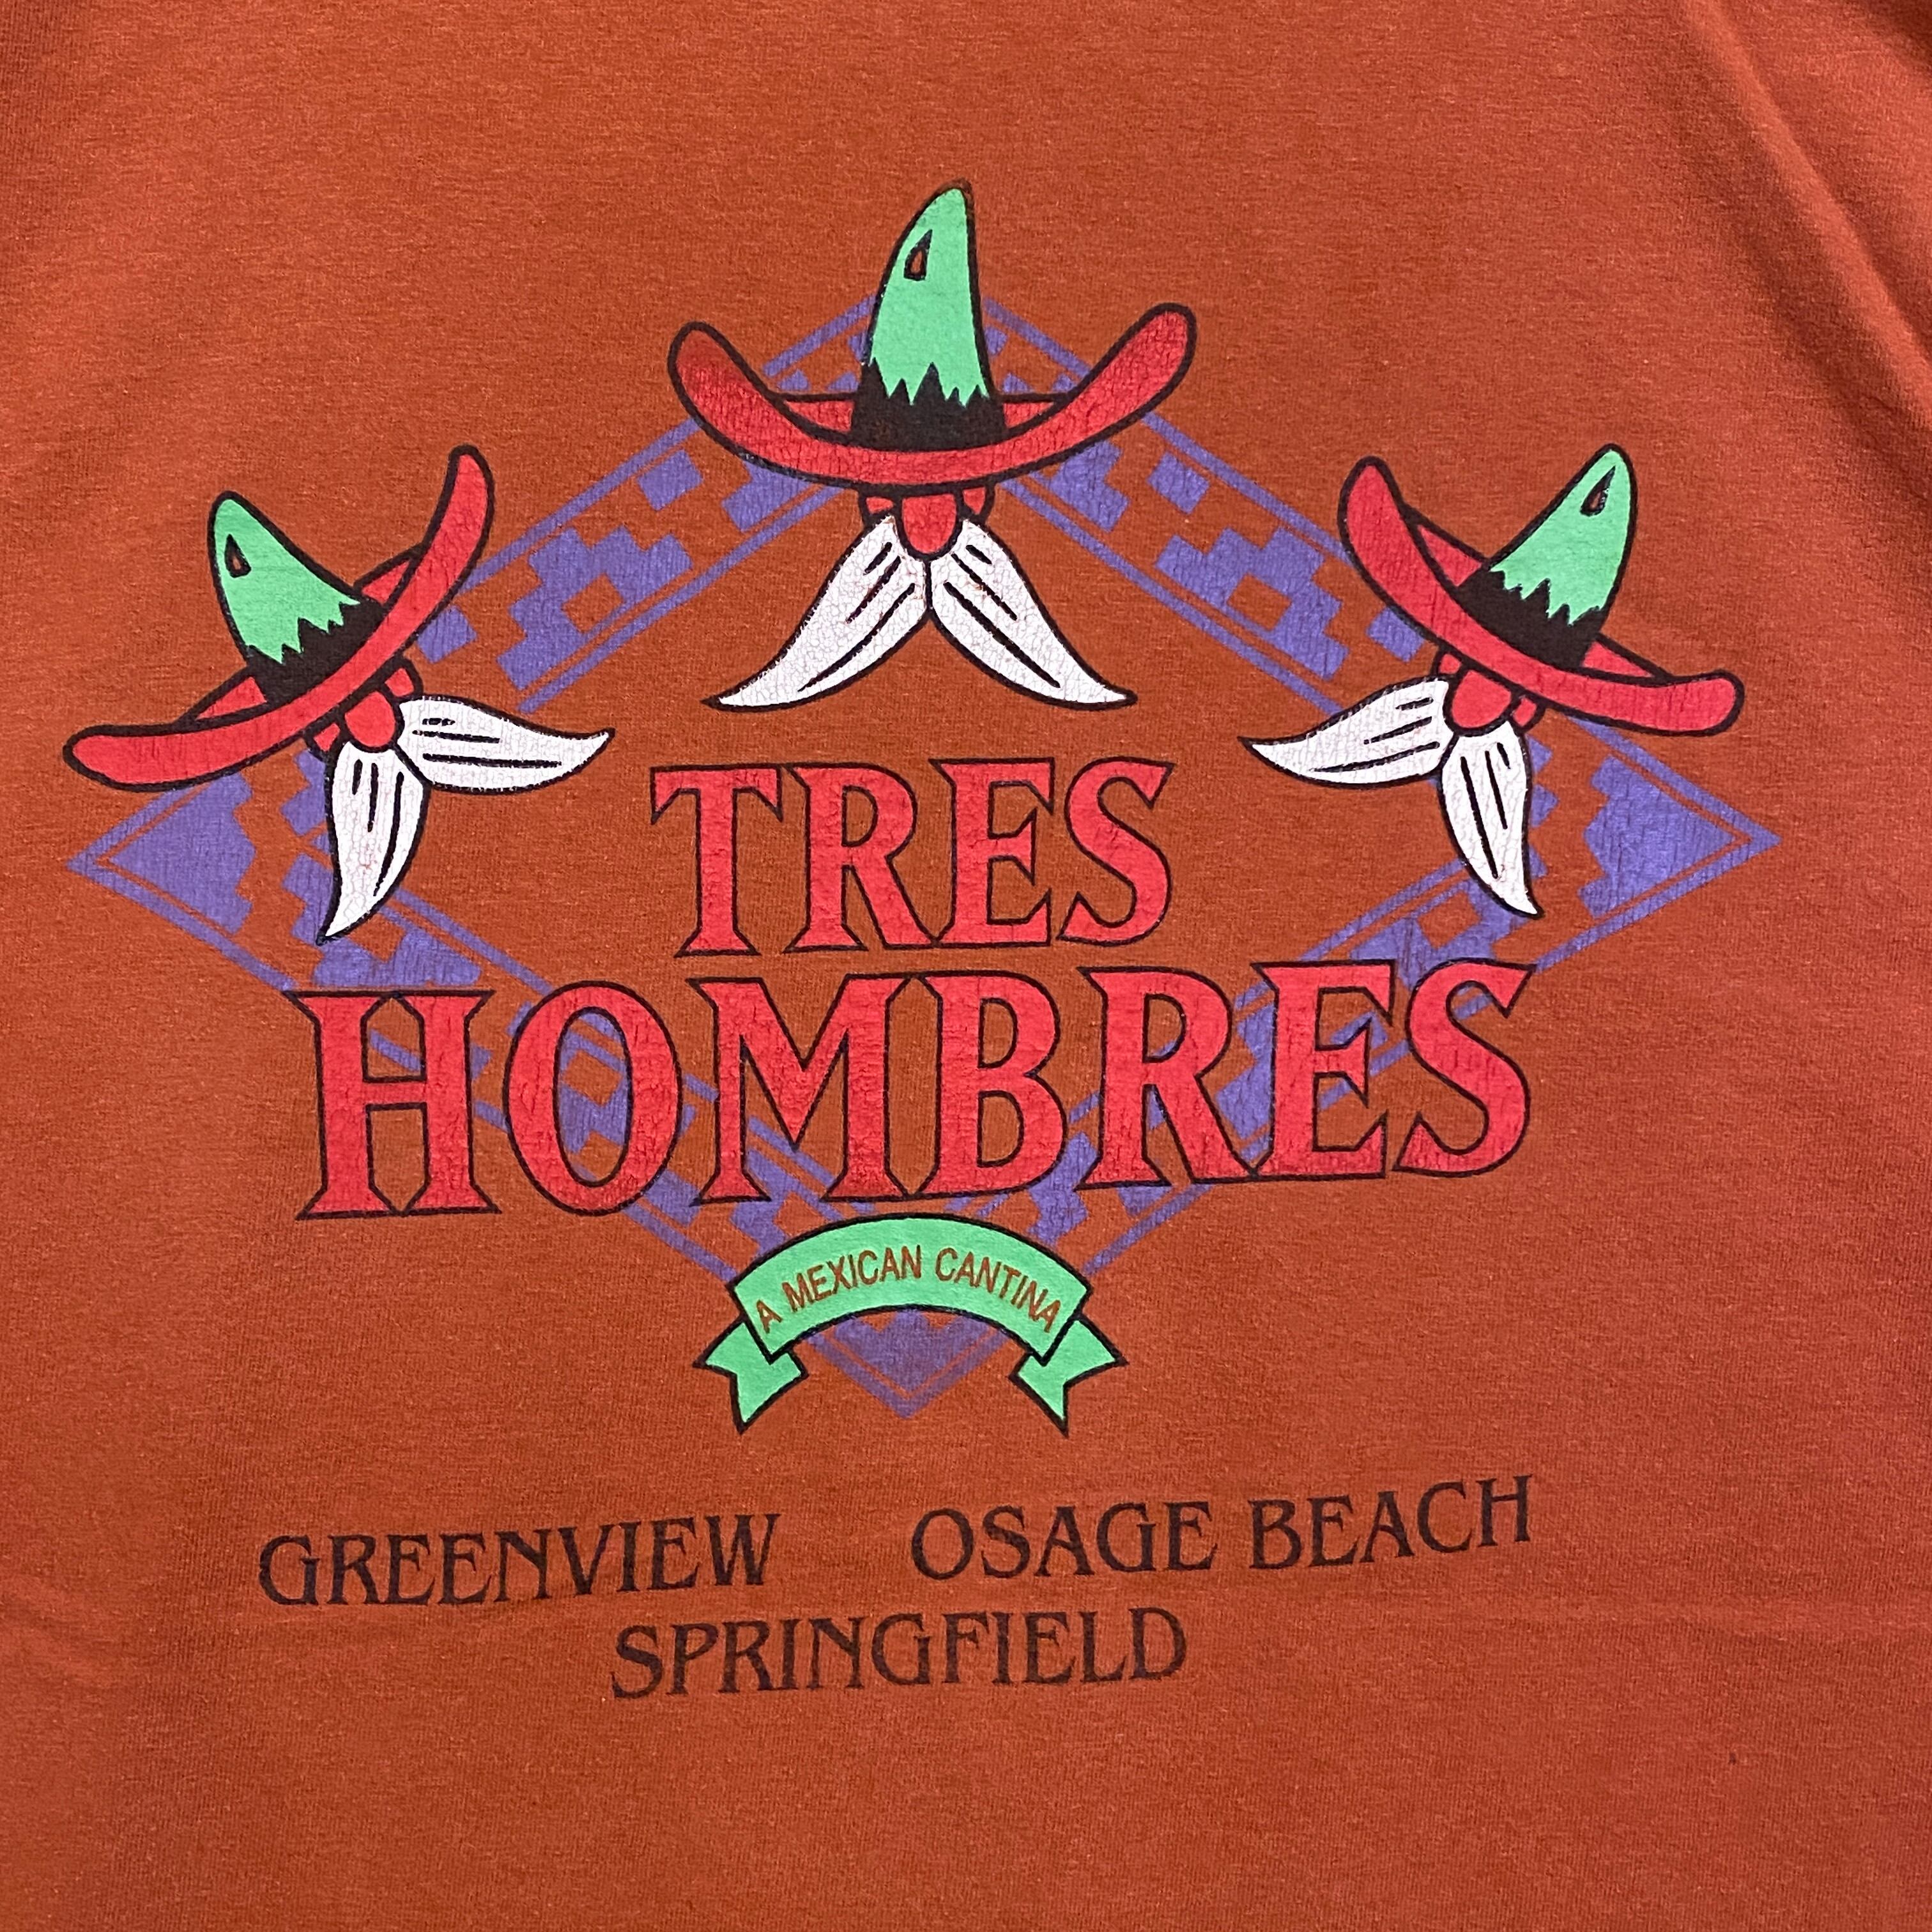 TRES
HOMBRES
A MEXICAN CANTINA
GREENVIEW OSAGE BEACH
SPRINGFIELD